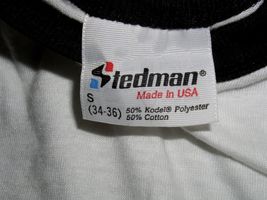 Stedman®
Made in USA
S
(34-36)
50% Kodel® Polyester
50% Cotton